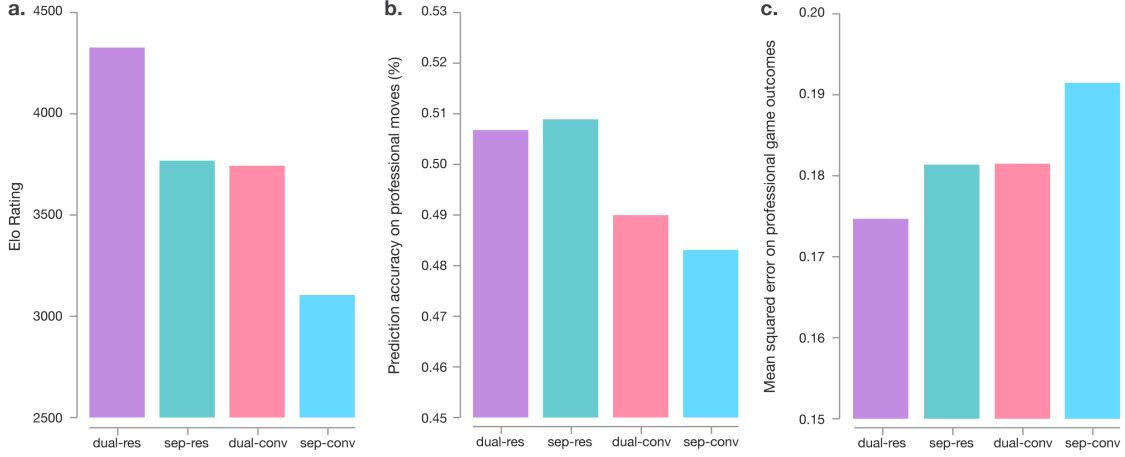 a.
Elo Rating
4500
4000
3500
3000
2500
dual-res sep-res dual-conv sep-conv
b.
Prediction accuracy on professional moves (%)
0.53
0.52
0.51
0.50
0.49
0.48
0.47
0.46
0.45
dual-res sep-res dual-conv sep-conv
c.
Mean squared error on professional game outcomes
0.20
0.19
0.18
0.17
0.16
0.15
dual-res sep-res dual-conv sep-conv